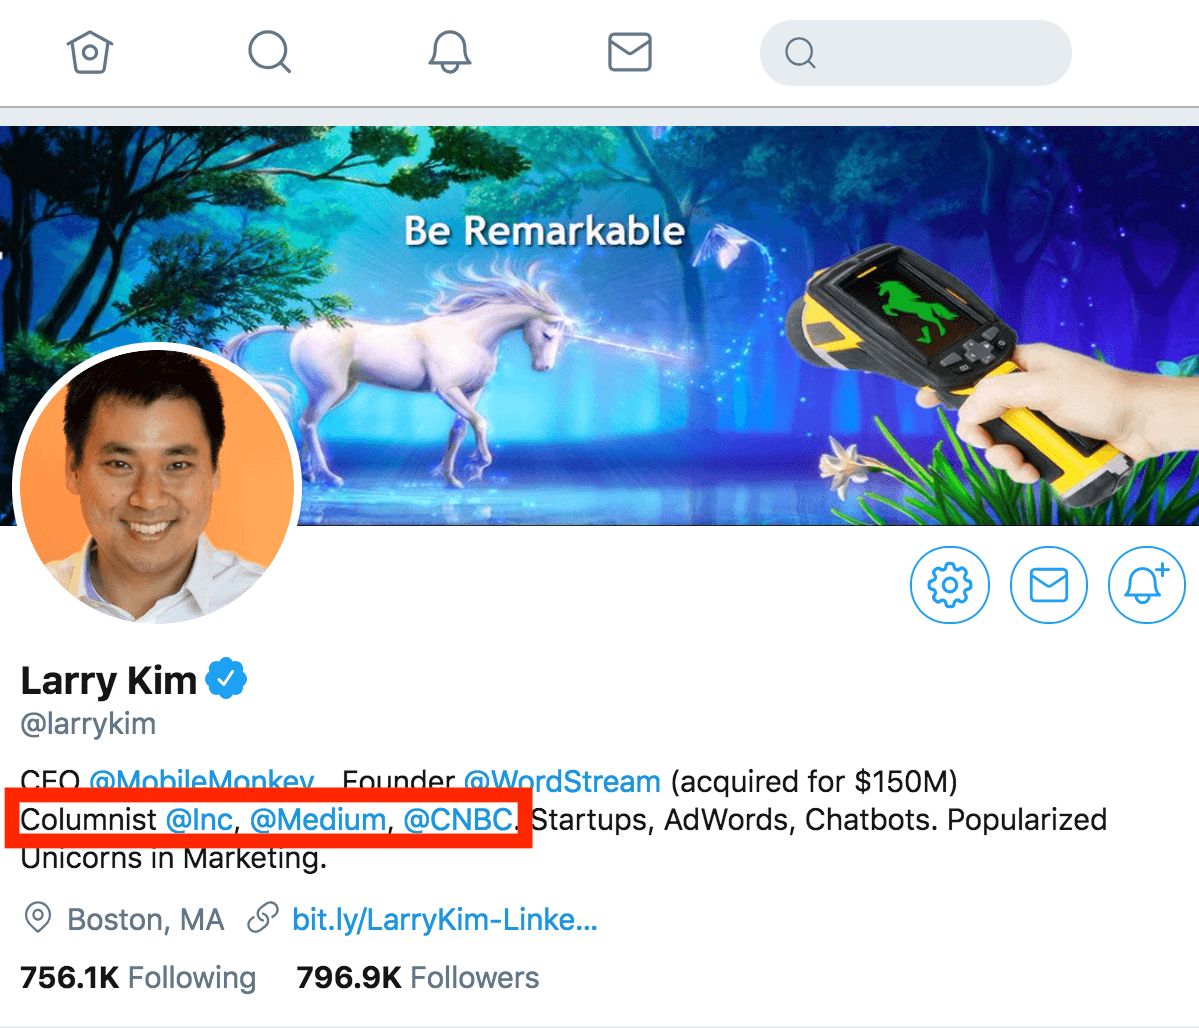 Be Remarkable
Larry Kim
@larrykim
CEO @MobileMonkey Founder @WordStream (acquired for $150M)
Columnist @Inc, @Medium, @CNBC. Startups, AdWords, Chatbots. Popularized
Unicorns in Marketing.
Boston, MA bit.ly/LarryKim-Linke...
756.1K Following 796.9K Followers